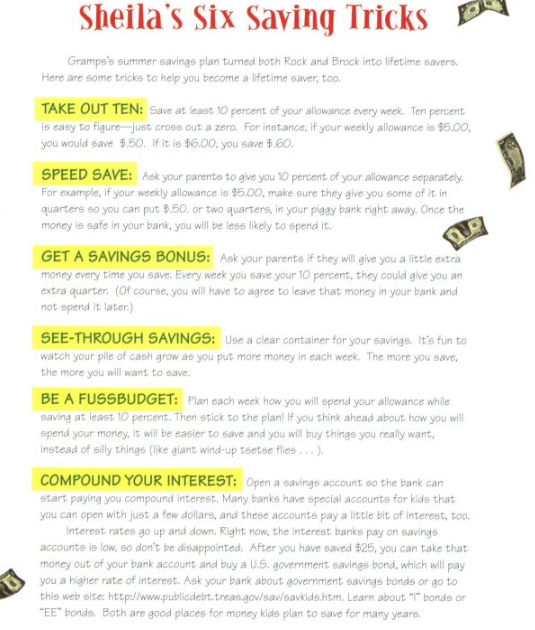 Sheila's Six Saving Tricks
Gramps's summer savings plan turned both Rock and Brock into lifetime savers.
Here are some tricks to help you become a lifetime saver, too.
TAKE OUT TEN: Save at least 10 percent of your allowance every week. Ten percent
is easy to figure—just cross out a zero. For instance, if your weekly allowance is $5.00,
you would save $.50. If it is $6.00, you save $.60.
SPEED SAVE: Ask your parents to give you 10 percent of your allowance separately.
For example, if your weekly allowance is $5.00, make sure they give you some of it in
quarters so you can put $.50. or two quarters, in your piggy bank right away. Once the
money is safe in your bank, you will be less likely to spend it.
GET A SAVINGS BONUS: Ask your parents if they will give you a little extra
money every time you save. Every week you save your 10 percent, they could give you an
extra quarter. (Of course, you will have to agree to leave that money in your bank and
not spend it later.)
SEE-THROUGH SAVINGS: Use a clear container for your savings. It's fun to
watch your pile of cash grow as you put more money in each week. The more you save,
the more you will want to save.
BE A FUSSBUDGET: Plan each week how you will spend your allowance while
saving at least 10 percent. Then stick to the plan! If you think ahead about how you will
spend your money, it will be easier to save and you will buy things you really want,
instead of silly things (like giant wind-up tsetse flies . . . ).
COMPOUND YOUR INTEREST: Open a savings account so the bank can
start paying you compound interest. Many banks have special accounts for kids that
you can open with just a few dollars, and these accounts pay a little bit of interest, too.
Interest rates go up and down. Right now, the interest banks pay on savings
accounts is low, so don't be disappointed. After you have saved $25, you can take that
money out of your bank account and buy a U.S. government savings bond, which will pay
you a higher rate of interest. Ask your bank about government savings bonds or go to
this web site: http://www.publicdebt.treas.gov/sav/savkids.htm. Learn about "I" bonds or
"EE" bonds. Both are good places for money kids plan to save for many years.